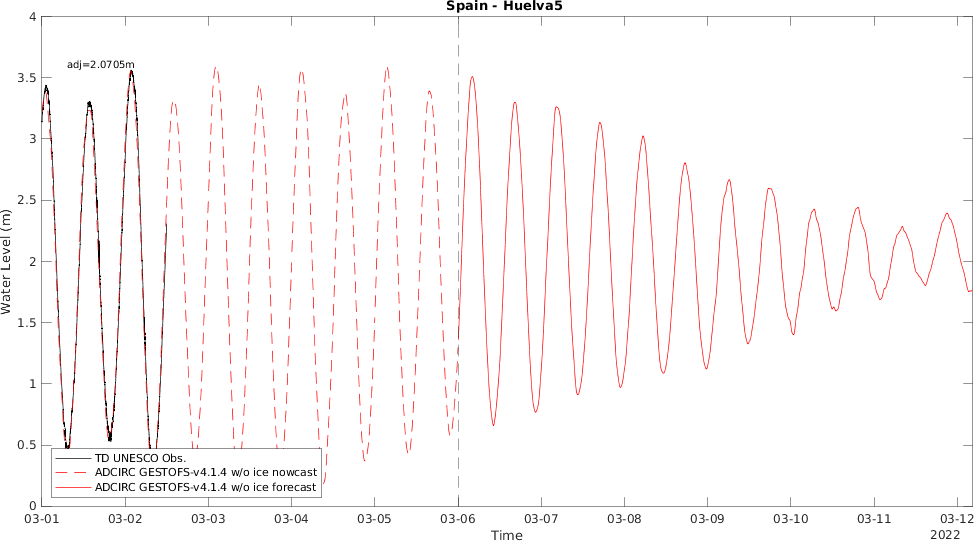 Spain - Huelva5
4
3.5
3
2.5
2
1.5
1
0.5
0
Water Level (m)
adj=2.0705m
TD UNESCO Obs.
ADCIRC GESTOFS-v4.1.4 w/o ice nowcast
ADCIRC GESTOFS-v4.1.4 w/o ice forecast
03-01 03-02 03-03 03-04 03-05 03-06 03-07 03-08 03-09 03-10 03-11 03-12
2022
Time